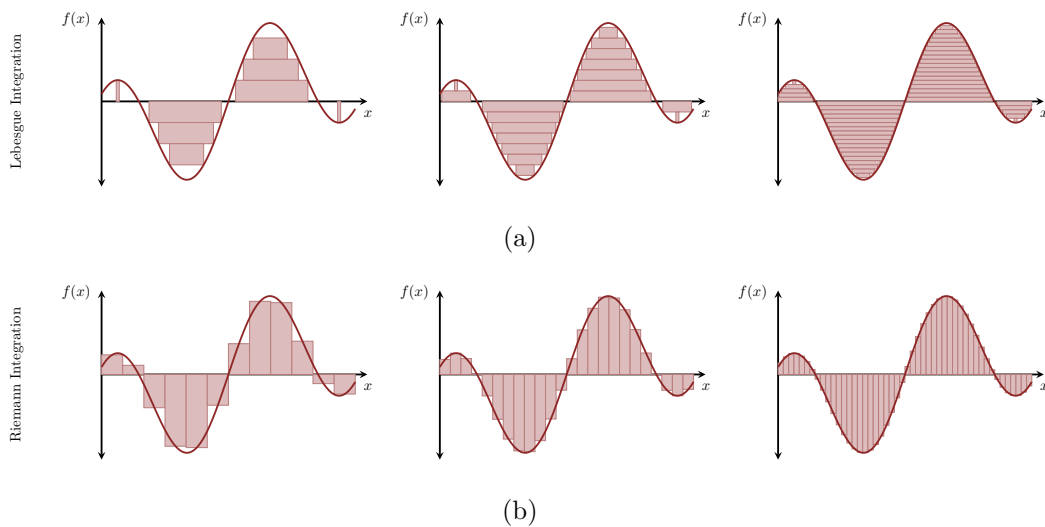 Lebesgue Integration
f(x)
x
f(x)
x
f(x)
x
(a)
Riemann Integration
f(x)
x
f(x)
x
f(x)
x
(b)